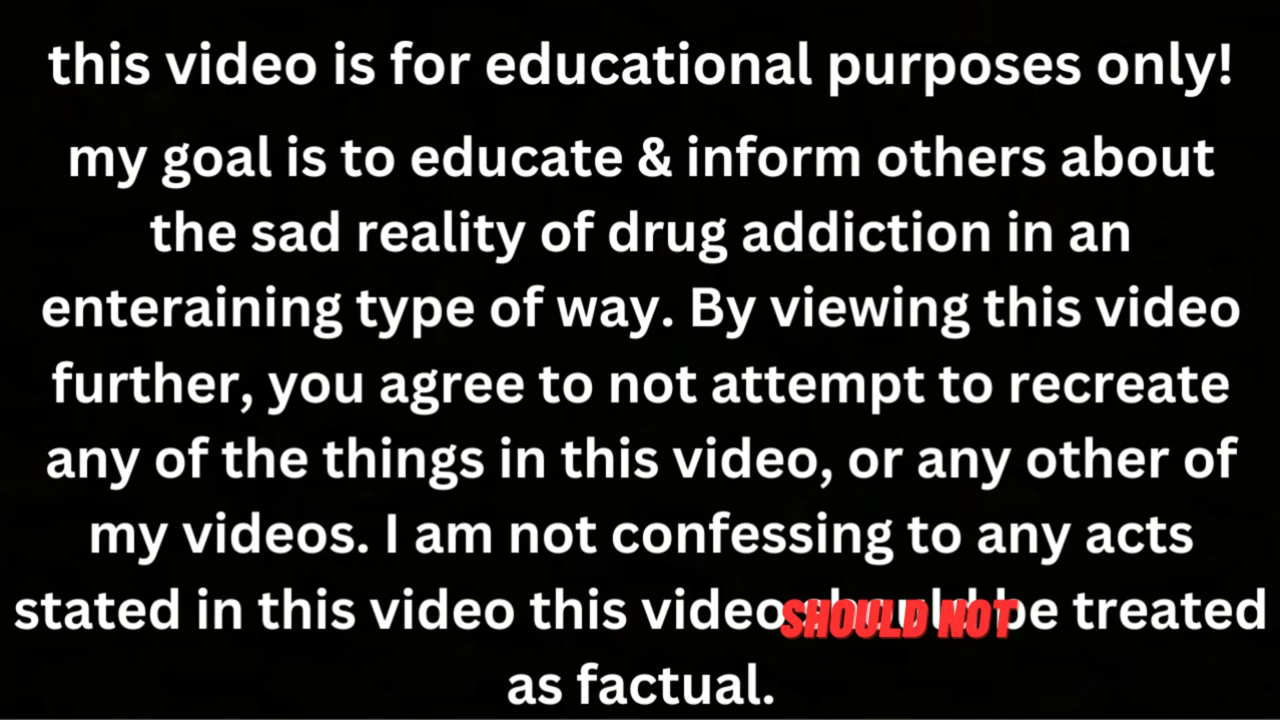 this video is for educational purposes only!
my goal is to educate & inform others about
the sad reality of drug addiction in an
enteraining type of way. By viewing this video
further, you agree to not attempt to recreate
any of the things in this video, or any other of
my videos. I am not confessing to any acts
stated in this video this video SHOULD NOT be treated
as factual.